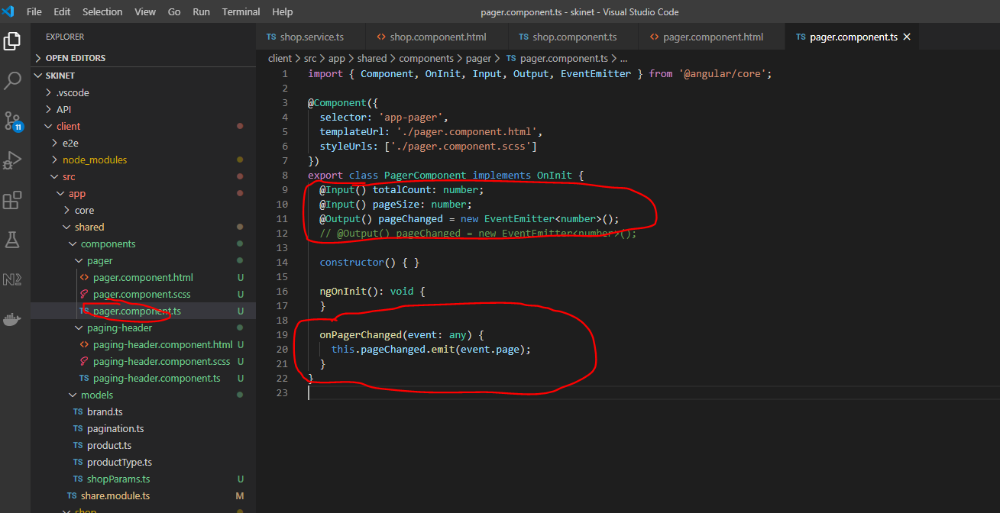 File Edit Selection View Go Run Terminal Help
pager.component.ts - skinet - Visual Studio Code
EXPLORER
OPEN EDITORS
SKINET
.vscode
API
client
e2e
node_modules
src
app
core
shared
components
pager
pager.component.html U
pager.component.scss U
TS pager.component.ts U
paging-header
paging-header.component.html U
paging-header.component.scss U
TS paging-header.component.ts U
models
TS brand.ts
TS pagination.ts
TS product.ts
TS productType.ts
TS shopParams.ts U
TS share.module.ts M
shop
11
TS shop.service.ts <> shop.component.html TS shop.component.ts <> pager.component.html TS pager.component.ts ×
client > src > app > shared > components > pager > TS pager.component.ts > ...
1 import { Component, OnInit, Input, Output, EventEmitter } from '@angular/core';
2
3 @Component({
4 selector: 'app-pager',
5 templateUrl: './pager.component.html',
6 styleUrls: ['./pager.component.scss']
7 })
8 export class PagerComponent implements OnInit {
9 @Input() totalCount: number;
10 @Input() pageSize: number;
11 @Output() pageChanged = new EventEmitter<number>();
12 // @Output() pageChanged = new EventEmitter<number>();
13
14 constructor() { }
15
16 ngOnInit(): void {
17 }
18
19 onPagerChanged(event: any) {
20 this.pageChanged.emit(event.page);
21 }
22 }
23